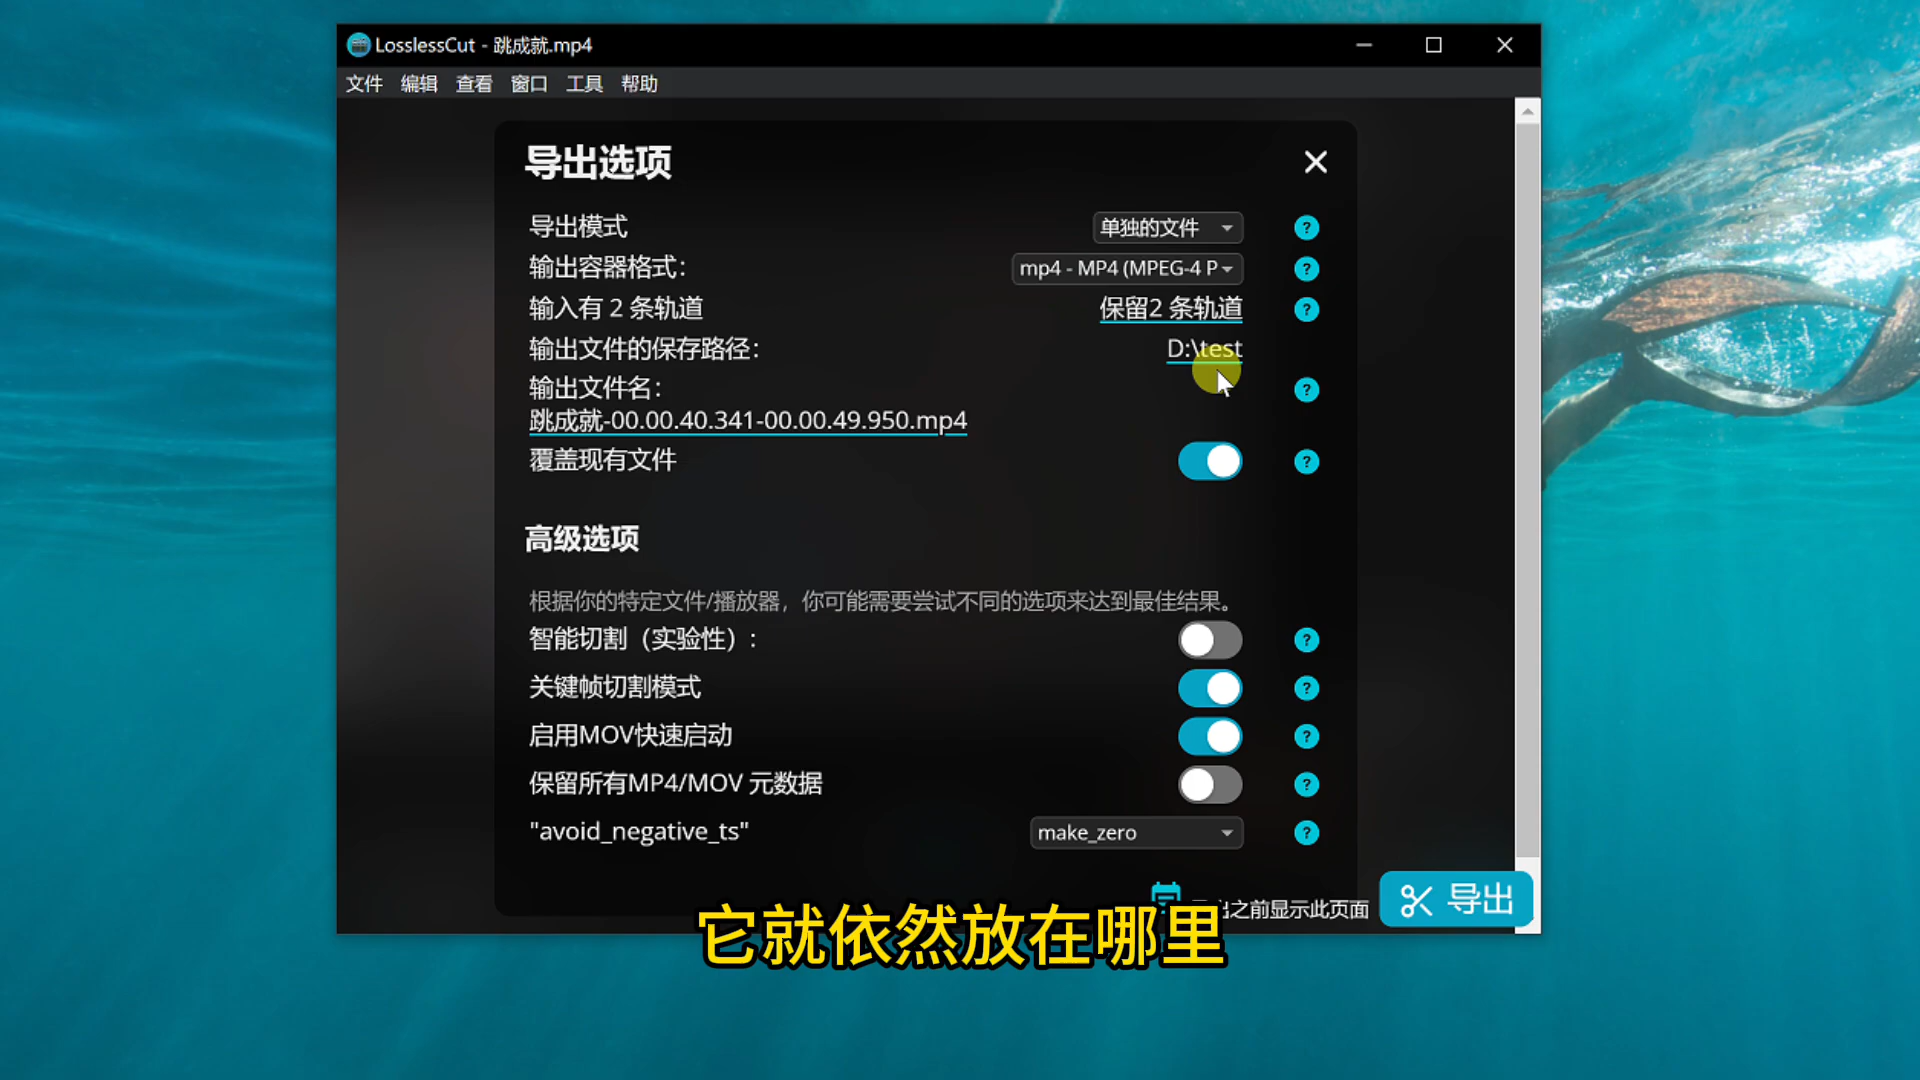 LosslessCut - 跳成就.mp4
文件 编辑 查看 窗口 工具 帮助
导出选项
导出模式 单独的文件 ?
输出容器格式: mp4 - MP4 (MPEG-4 P ?
输入有 2 条轨道 保留2 条轨道 ?
输出文件的保存路径: D:\test
输出文件名: ?
跳成就-00.00.40.341-00.00.49.950.mp4
覆盖现有文件 ?
高级选项
根据你的特定文件/播放器，你可能需要尝试不同的选项来达到最佳结果。
智能切割（实验性）: ?
关键帧切割模式 ?
启用MOV快速启动 ?
保留所有MP4/MOV 元数据 ?
"avoid_negative_ts" make_zero ?
之前显示此页面 导出
它就依然放在哪里